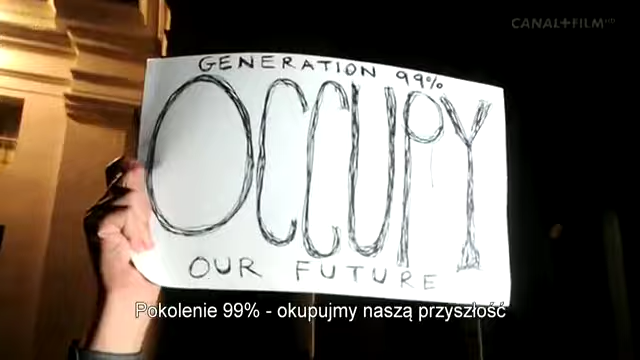 CANAL+FILM HD
GENERATION 99%
OCCUPY
OUR FUTURE
Pokolenie 99% - okupujmy naszą przyszłość